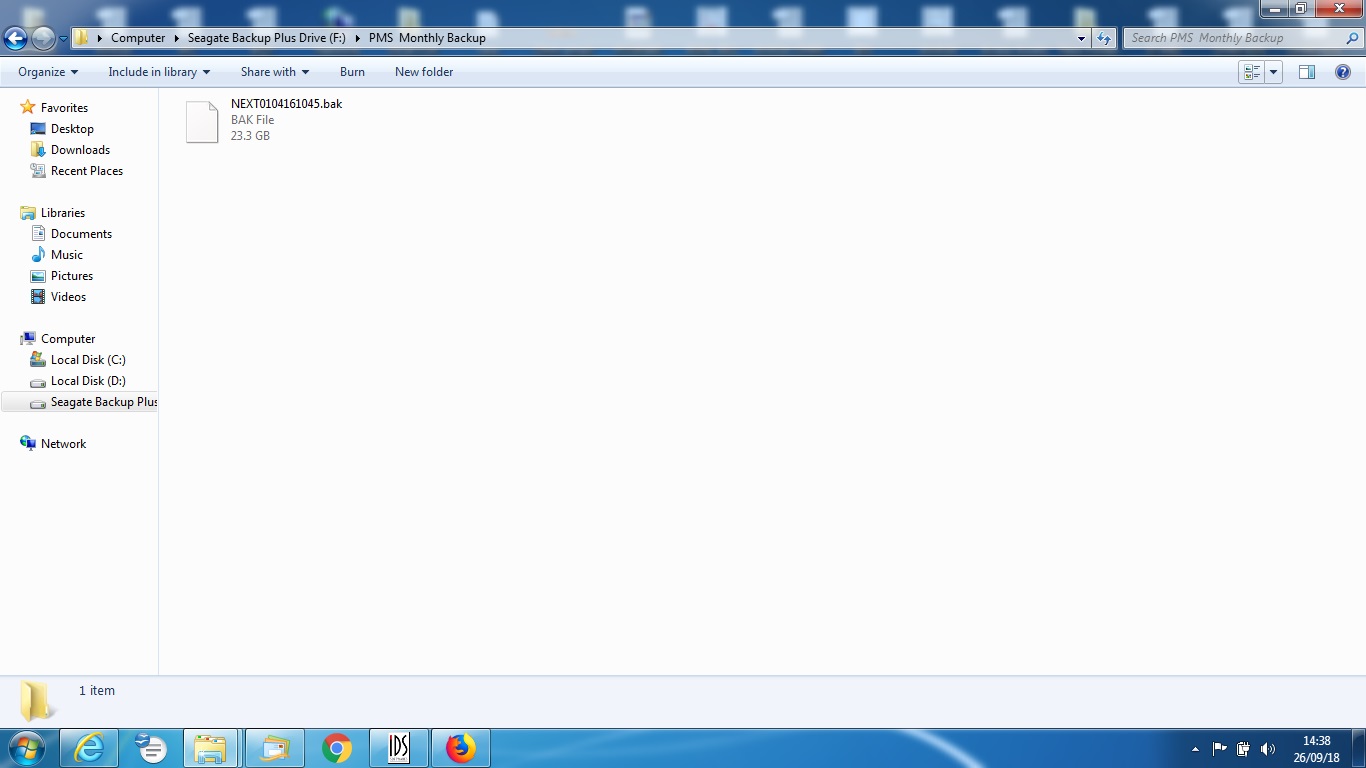 Computer Seagate Backup Plus Drive (F:) PMS  Monthly Backup Search PMS  Monthly Backup
Organize Include in library Share with Burn New folder
Favorites
Desktop
Downloads
Recent Places
Libraries
Documents
Music
Pictures
Videos
Computer
Local Disk (C:)
Local Disk (D:)
Seagate Backup Plus
Network
NEXT0104161045.bak
BAK File
23.3 GB
1 item
IDS
14:38
26/09/18